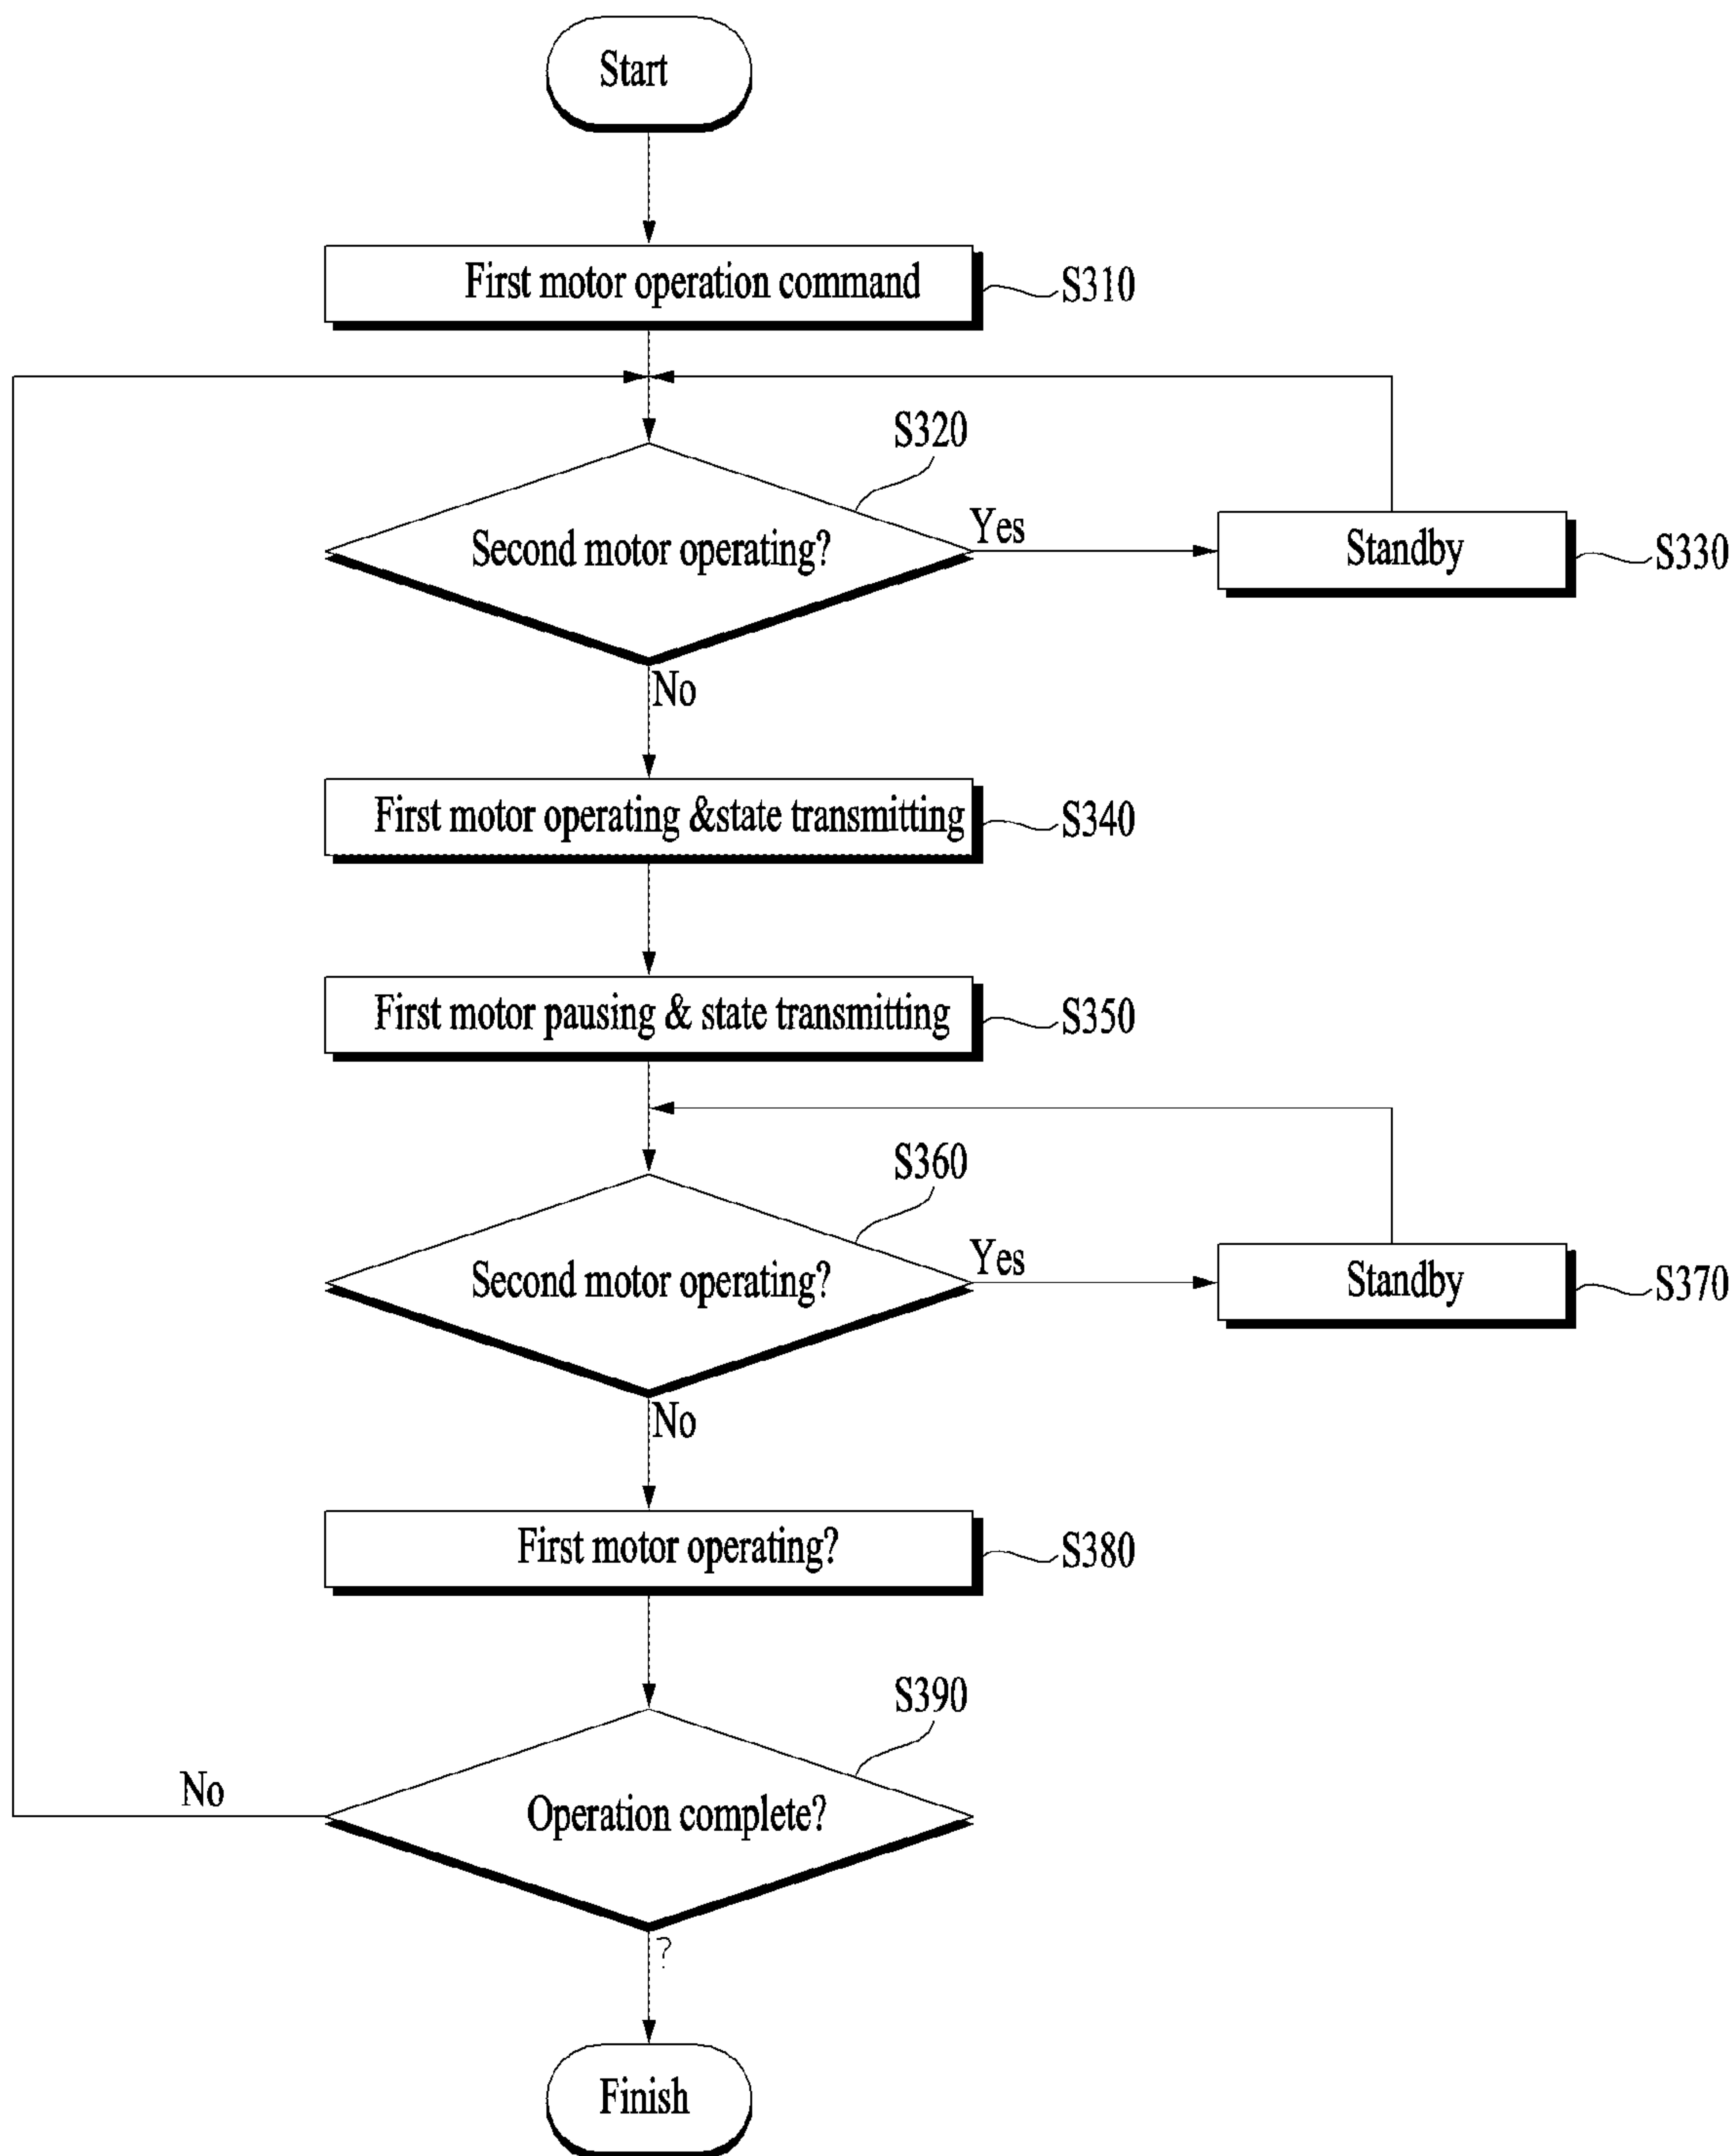 Start
First motor operation command
S310
S320
Second motor operating?
Yes
Standby
S330
No
First motor operating &state transmitting
S340
First motor pausing & state transmitting
S350
S360
Second motor operating?
Yes
Standby
S370
No
First motor operating?
S380
S390
No
Operation complete?
?
Finish